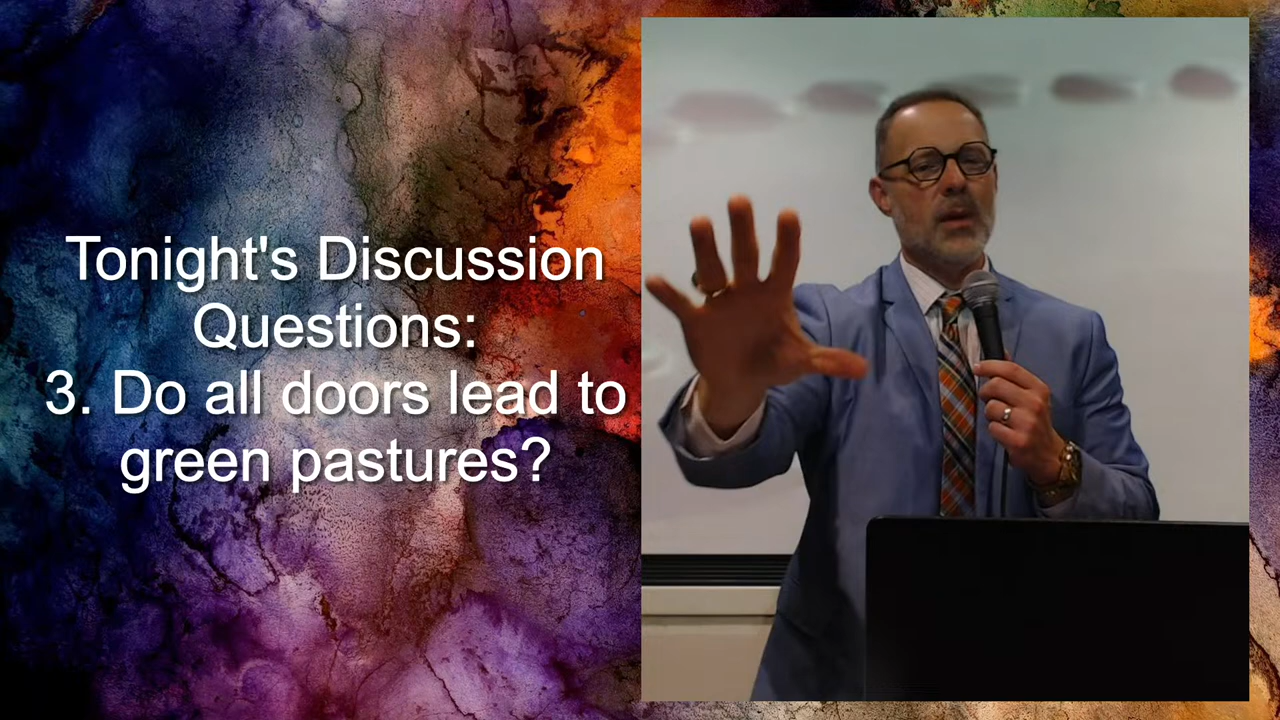 Tonight's Discussion
Questions:
3. Do all doors lead to
green pastures?